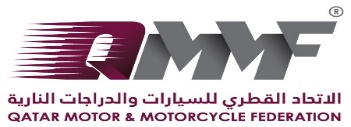 QMMF ®
الاتحاد القطري للسيارات والدراجات النارية
QATAR MOTOR & MOTORCYCLE FEDERATION